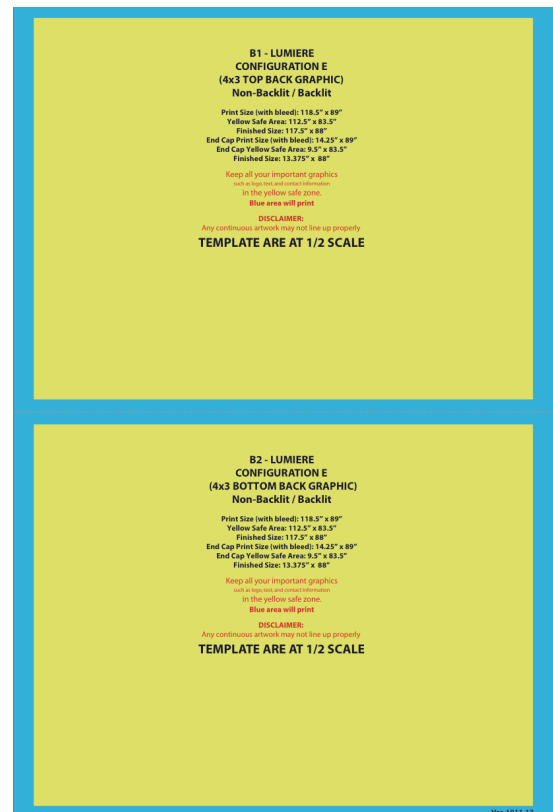 B1 - LUMIERE
CONFIGURATION E
(4x3 TOP BACK GRAPHIC)
Non-Backlit / Backlit
Print Size (with bleed): 118.5” x 89”
Yellow Safe Area: 112.5” x 83.5”
Finished Size: 117.5” x 88”
End Cap Print Size (with bleed): 14.25” x 89”
End Cap Yellow Safe Area: 9.5” x 83.5”
Finished Size: 13.375” x 88”
Keep all your important graphics
such as logo, text, and contact information
in the yellow safe zone.
Blue area will print
DISCLAIMER:
Any continuous artwork may not line up properly
TEMPLATE ARE AT 1/2 SCALE
B2 - LUMIERE
CONFIGURATION E
(4x3 BOTTOM BACK GRAPHIC)
Non-Backlit / Backlit
Print Size (with bleed): 118.5” x 89”
Yellow Safe Area: 112.5” x 83.5”
Finished Size: 117.5” x 88”
End Cap Print Size (with bleed): 14.25” x 89”
End Cap Yellow Safe Area: 9.5” x 83.5”
Finished Size: 13.375” x 88”
Keep all your important graphics
such as logo, text, and contact information
in the yellow safe zone.
Blue area will print
DISCLAIMER:
Any continuous artwork may not line up properly
TEMPLATE ARE AT 1/2 SCALE